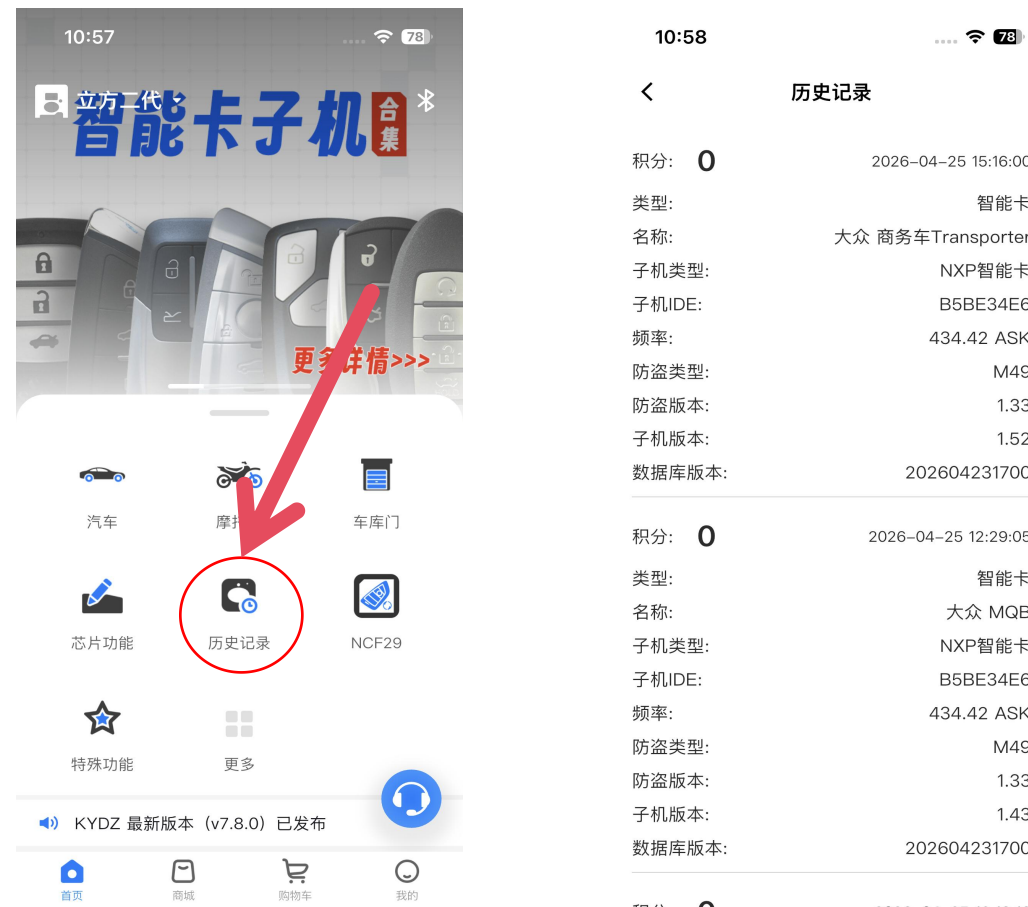 10:57
78
立方二代
智能卡子机合集
更多详情>>>
汽车
车库门
芯片功能
历史记录
NCF29
特殊功能
更多
KYDZ 最新版本（v7.8.0）已发布
首页
商城
购物车
我的
10:58
78
历史记录
积分: 0 2026-04-25 15:16:00
类型: 智能卡
名称: 大众 商务车Transporter
子机类型: NXP智能卡
子机IDE: B5BE34E6
频率: 434.42 ASK
防盗类型: M49
防盗版本: 1.33
子机版本: 1.52
数据库版本: 202604231700
积分: 0 2026-04-25 12:29:05
类型: 智能卡
名称: 大众 MQB
子机类型: NXP智能卡
子机IDE: B5BE34E6
频率: 434.42 ASK
防盗类型: M49
防盗版本: 1.33
子机版本: 1.43
数据库版本: 202604231700